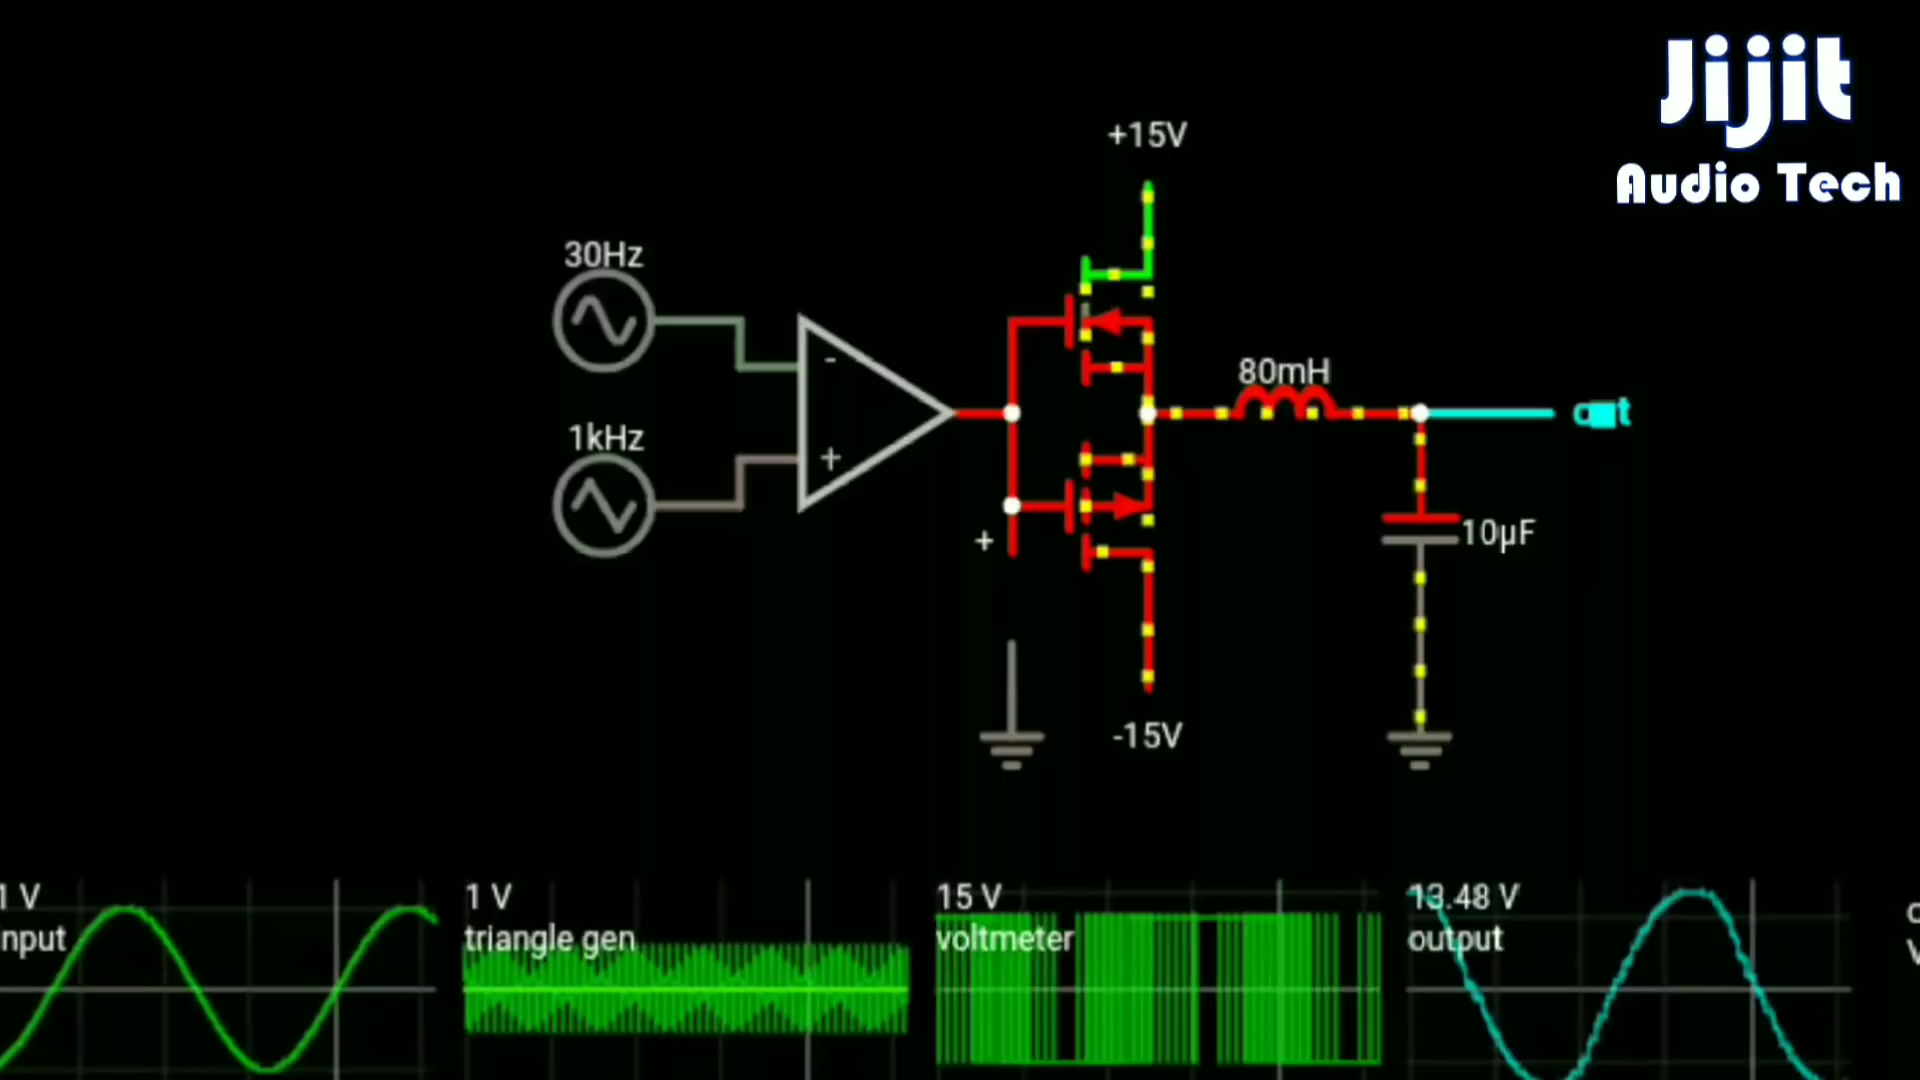 Jijit
Audio Tech
+15V
30Hz
80mH
1kHz
-
+
+
10µF
-15V
1 V
nput
1 V
triangle gen
15 V
voltmeter
13.48 V
output